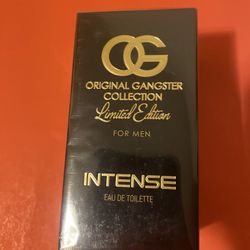 OG
ORIGINAL GANGSTER
COLLECTION
Limited Edition
FOR MEN
INTENSE
EAU DE TOILETTE